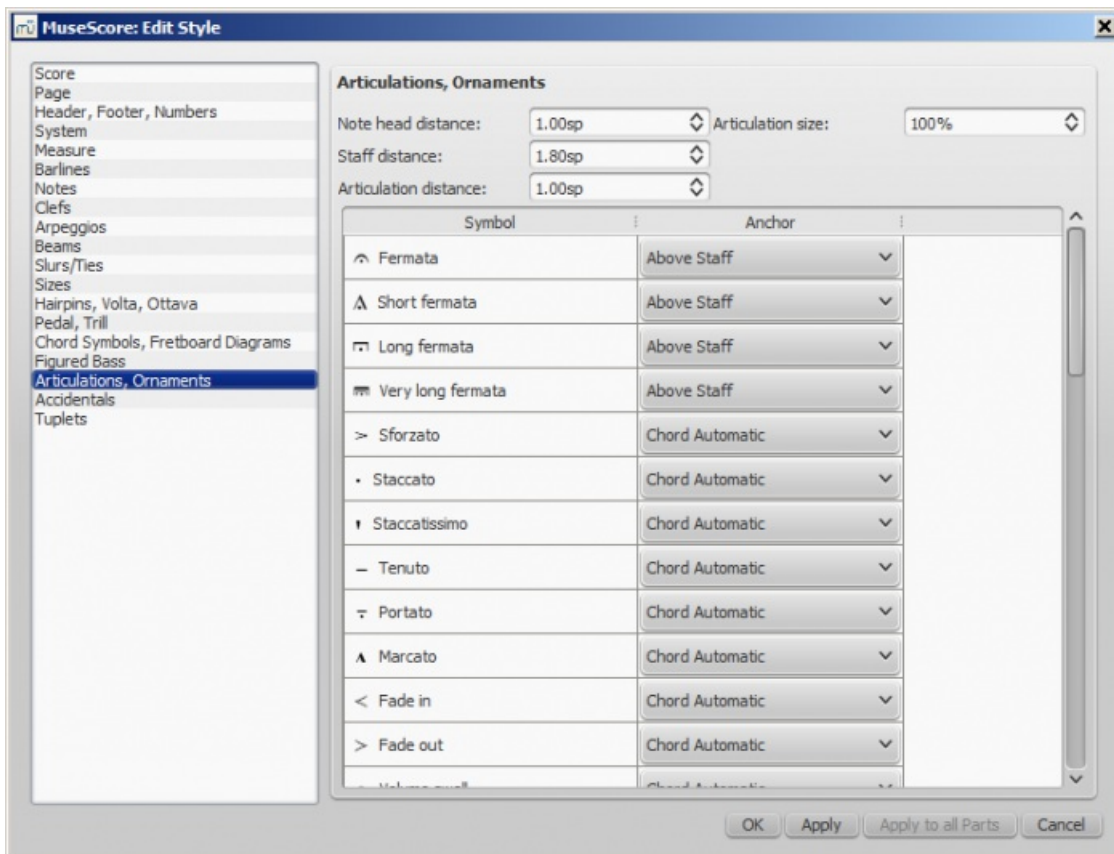 MuseScore: Edit Style
Score
Page
Header, Footer, Numbers
System
Measure
Barlines
Notes
Clefs
Arpeggios
Beams
Slurs/Ties
Sizes
Hairpins, Volta, Ottava
Pedal, Trill
Chord Symbols, Fretboard Diagrams
Figured Bass
Articulations, Ornaments
Accidentals
Tuplets
Articulations, Ornaments
Note head distance: 1.00sp Articulation size: 100%
Staff distance: 1.80sp
Articulation distance: 1.00sp
Symbol Anchor
Fermata Above Staff
Short fermata Above Staff
Long fermata Above Staff
Very long fermata Above Staff
Sforzato Chord Automatic
Staccato Chord Automatic
Staccatissimo Chord Automatic
Tenuto Chord Automatic
Portato Chord Automatic
Marcato Chord Automatic
Fade in Chord Automatic
Fade out Chord Automatic
Volume swell Chord Automatic
OK Apply Apply to all Parts Cancel